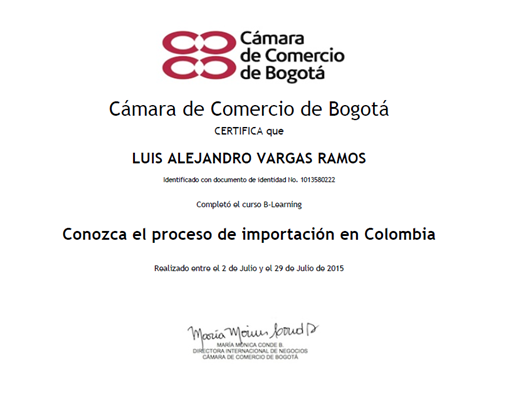 Cámara
de Comercio
de Bogotá
Cámara de Comercio de Bogotá
CERTIFICA que
LUIS ALEJANDRO VARGAS RAMOS
Identificado con documento de identidad No. 1013580222
Completó el curso B-Learning
Conozca el proceso de importación en Colombia
Realizado entre el 2 de Julio y el 29 de Julio de 2015
MARÍA MÓNICA CONDE B.
DIRECTORA INTERNACIONAL DE NEGOCIOS
CÁMARA DE COMERCIO DE BOGOTÁ